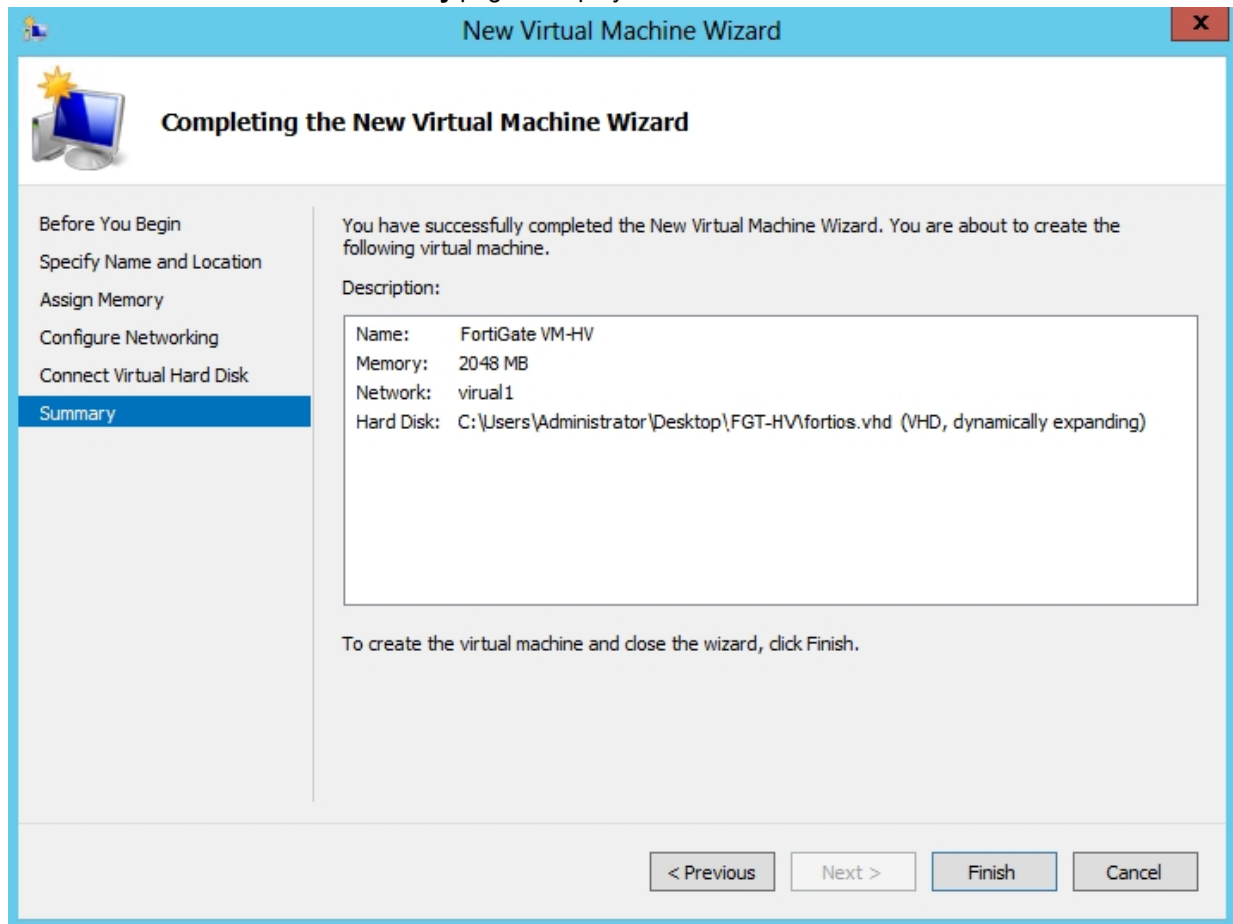 y pag
play
New Virtual Machine Wizard
x
Completing the New Virtual Machine Wizard
Before You Begin
Specify Name and Location
Assign Memory
Configure Networking
Connect Virtual Hard Disk
Summary
You have successfully completed the New Virtual Machine Wizard. You are about to create the
following virtual machine.
Description:
Name: FortiGate VM-HV
Memory: 2048 MB
Network: virual1
Hard Disk: C:\Users\Administrator\Desktop\FGT-HV\fortios.vhd (VHD, dynamically expanding)
To create the virtual machine and close the wizard, click Finish.
< Previous
Next >
Finish
Cancel